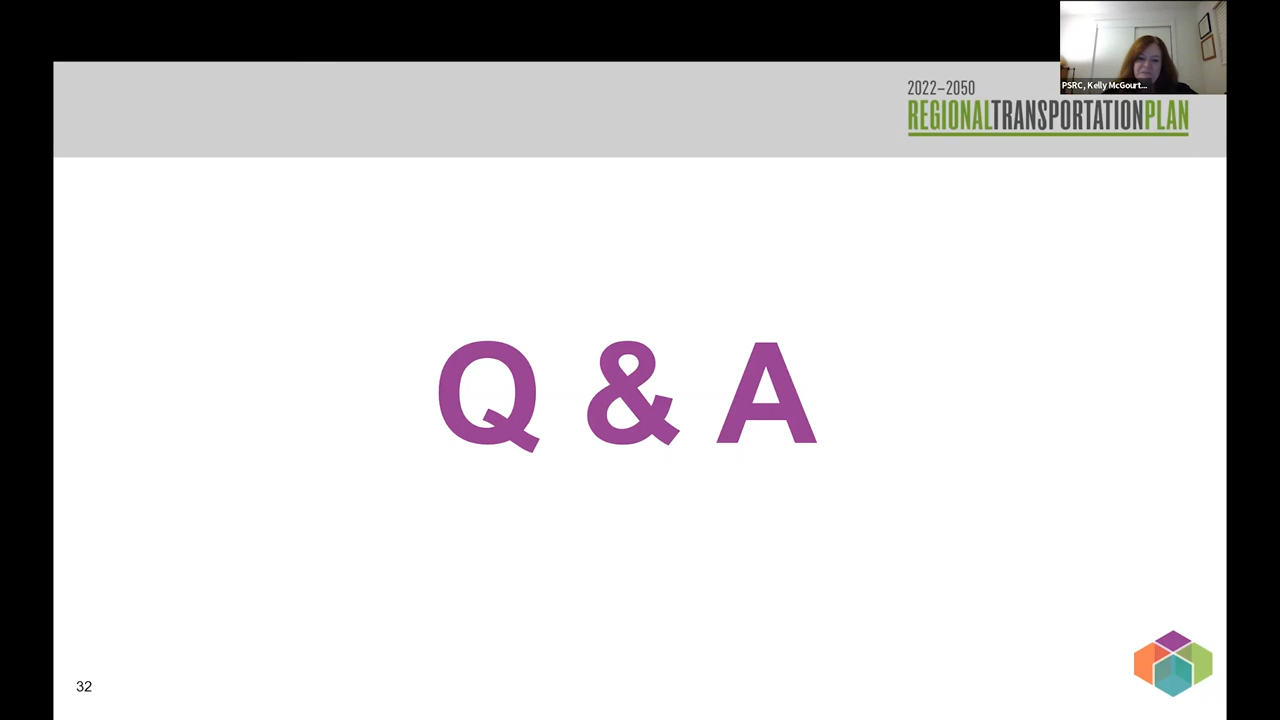 PSRC, Kelly McGourt...
2022–2050
REGIONALTRANSPORTATIONPLAN
Q & A
32